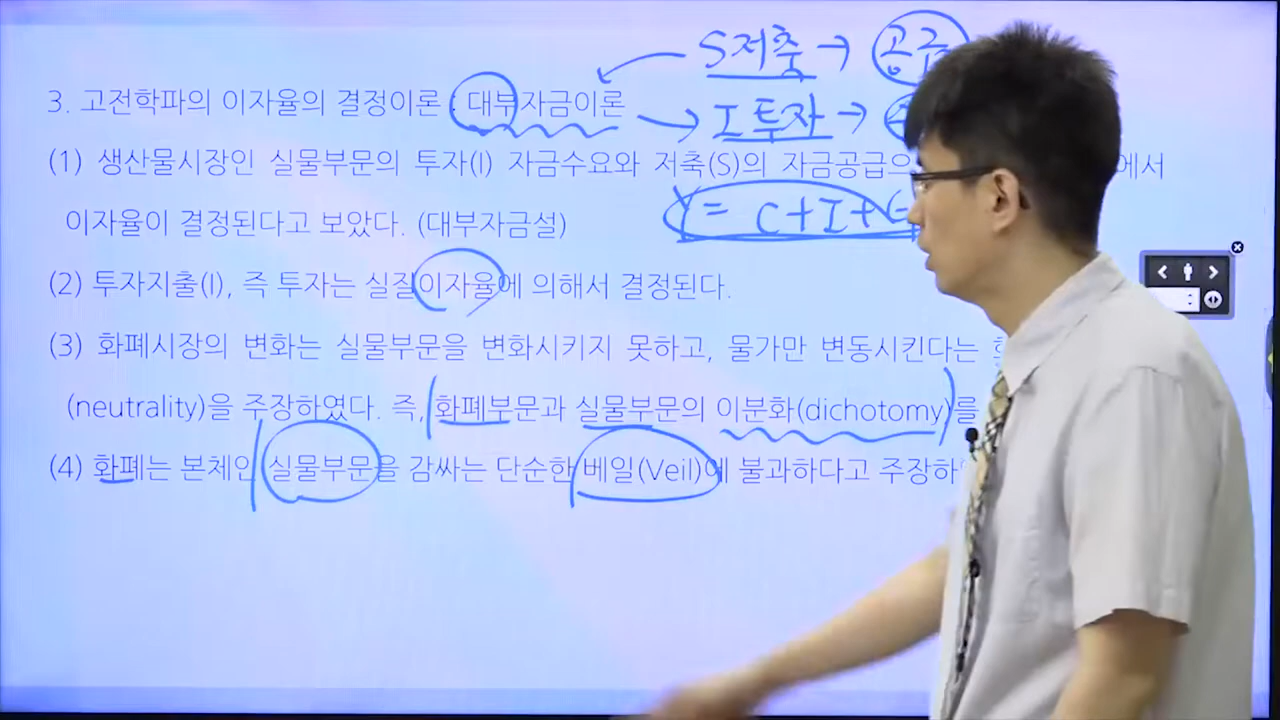 S저축 → 공급
3. 고전학파의 이자율의 결정이론 : 대부자금이론
I 투자 →
(1) 생산물시장인 실물부문의 투자(I) 자금수요와 저축(S)의 자금공급으 에서
Y = C+I+G
이자율이 결정된다고 보았다. (대부자금설)
(2) 투자지출(I), 즉 투자는 실질이자율에 의해서 결정된다.
(3) 화폐시장의 변화는 실물부문을 변화시키지 못하고, 물가만 변동시킨다는
(neutrality)을 주장하였다. 즉, 화폐부문과 실물부문의 이분화(dichotomy)를
(4) 화폐는 본체인 실물부문을 감싸는 단순한 베일(Veil)에 불과하다고 주장하